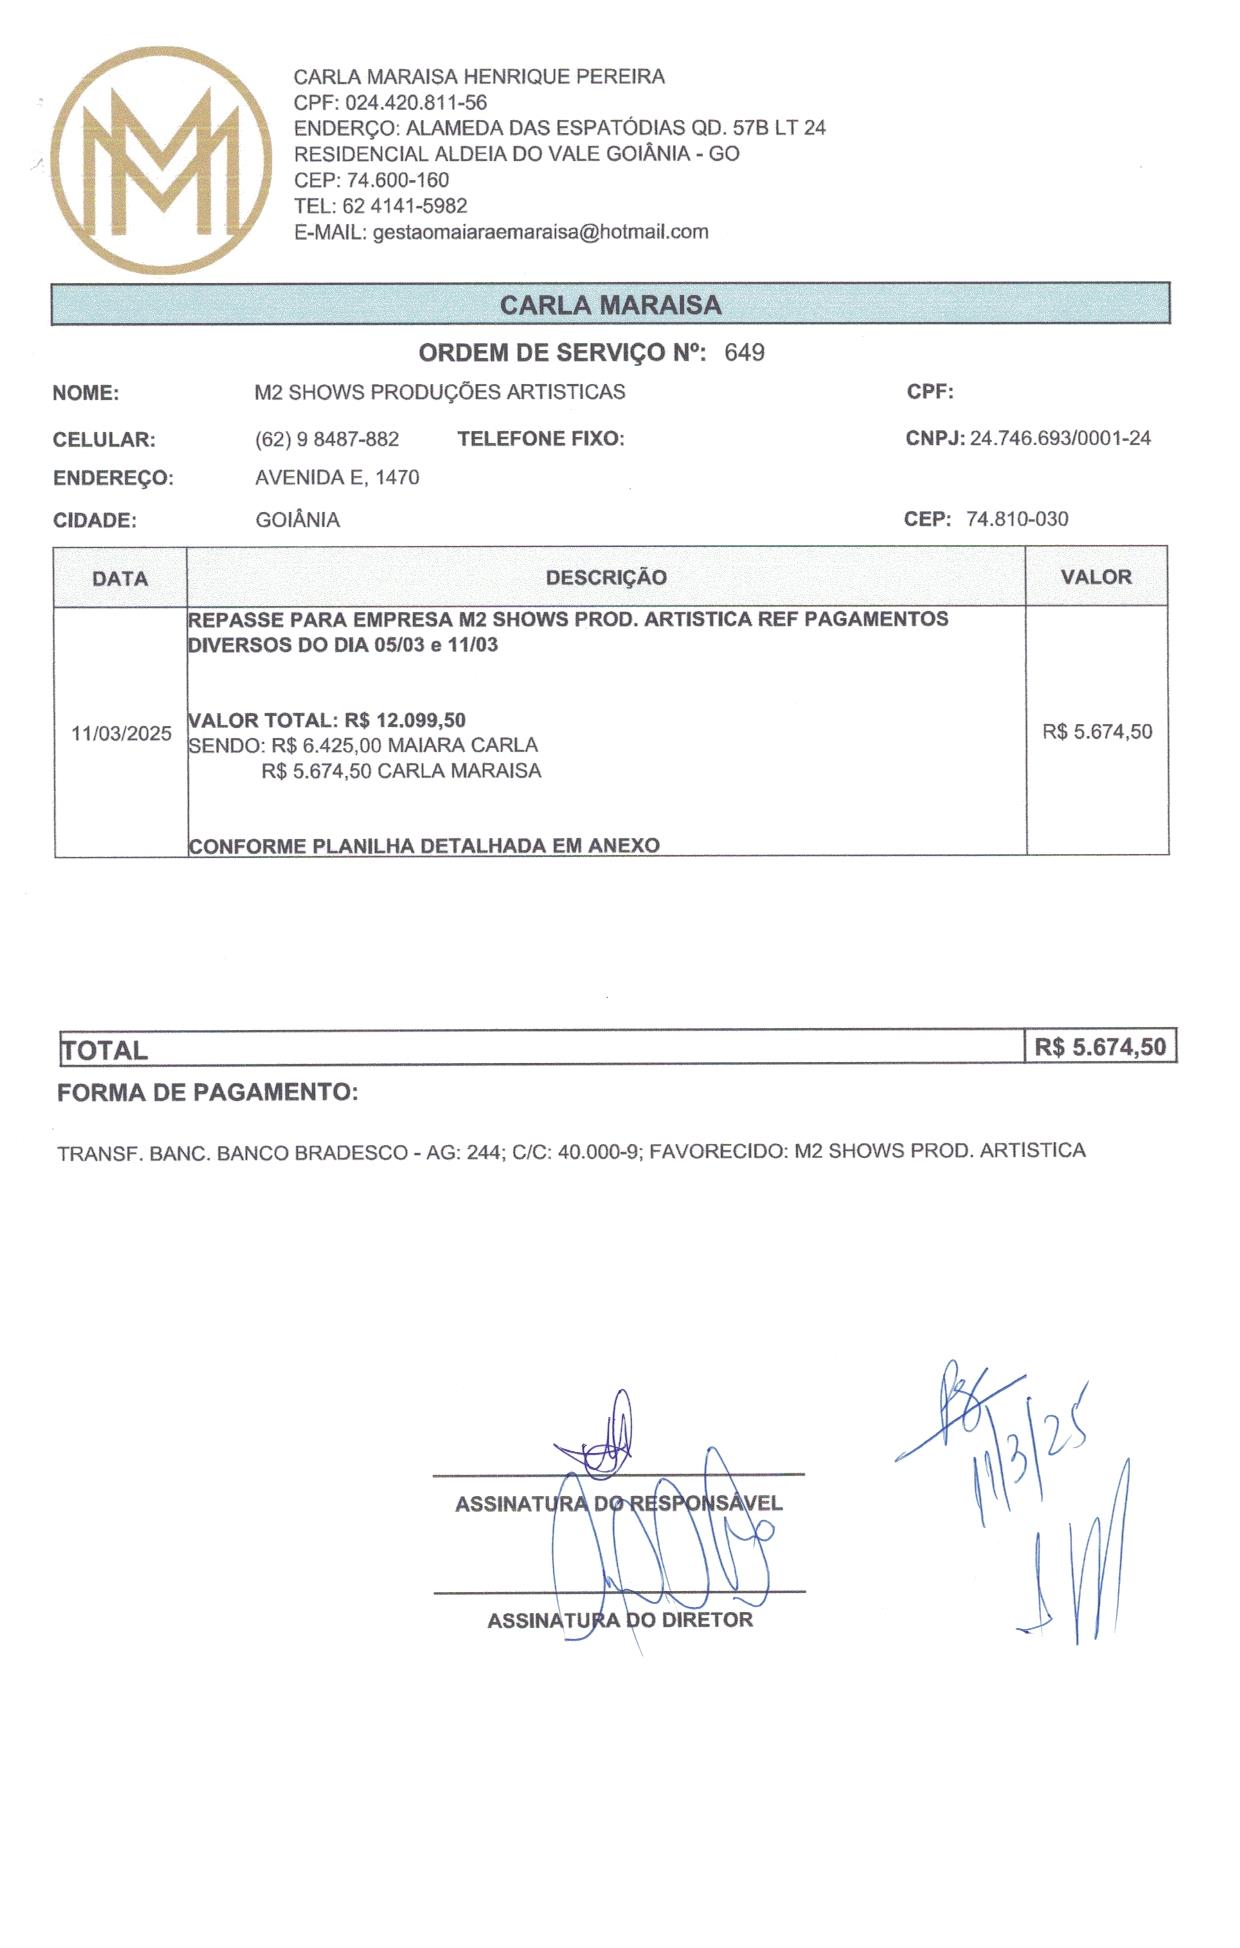 CARLA MARAISA HENRIQUE PEREIRA
CPF: 024.420.811-56
ENDERÇO: ALAMEDA DAS ESPATÓDIAS QD. 57B LT 24
RESIDENCIAL ALDEIA DO VALE GOIÂNIA - GO
CEP: 74.600-160
TEL: 62 4141-5982
E-MAIL: gestaomaiaraemaraisa@hotmail.com
CARLA MARAISA
ORDEM DE SERVIÇO Nº: 649
NOME: M2 SHOWS PRODUÇÕES ARTISTICAS CPF:
CELULAR: (62) 9 8487-882 TELEFONE FIXO: CNPJ: 24.746.693/0001-24
ENDEREÇO: AVENIDA E, 1470
CIDADE: GOIÂNIA CEP: 74.810-030
DATA DESCRIÇÃO VALOR
REPASSE PARA EMPRESA M2 SHOWS PROD. ARTISTICA REF PAGAMENTOS
DIVERSOS DO DIA 05/03 e 11/03
VALOR TOTAL: R$ 12.099,50
11/03/2025 R$ 5.674,50
SENDO: R$ 6.425,00 MAIARA CARLA
R$ 5.674,50 CARLA MARAISA
CONFORME PLANILHA DETALHADA EM ANEXO
TOTAL R$ 5.674,50
FORMA DE PAGAMENTO:
TRANSF. BANC. BANCO BRADESCO - AG: 244; C/C: 40.000-9; FAVORECIDO: M2 SHOWS PROD. ARTISTICA
11/3/25
ASSINATURA DO RESPONSÁVEL
ASSINATURA DO DIRETOR